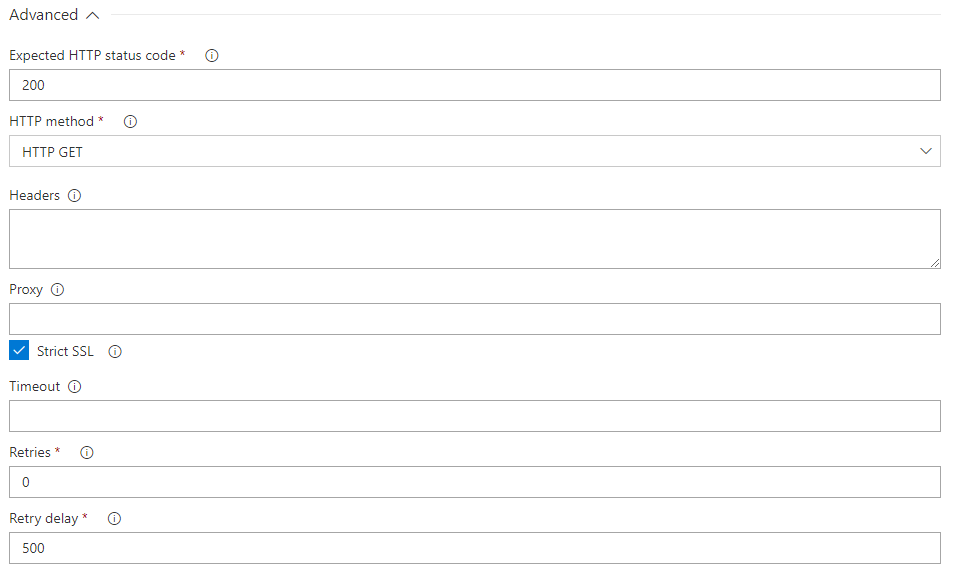 Advanced
Expected HTTP status code *
200
HTTP method *
HTTP GET
Headers
Proxy
Strict SSL
Timeout
Retries *
0
Retry delay *
500